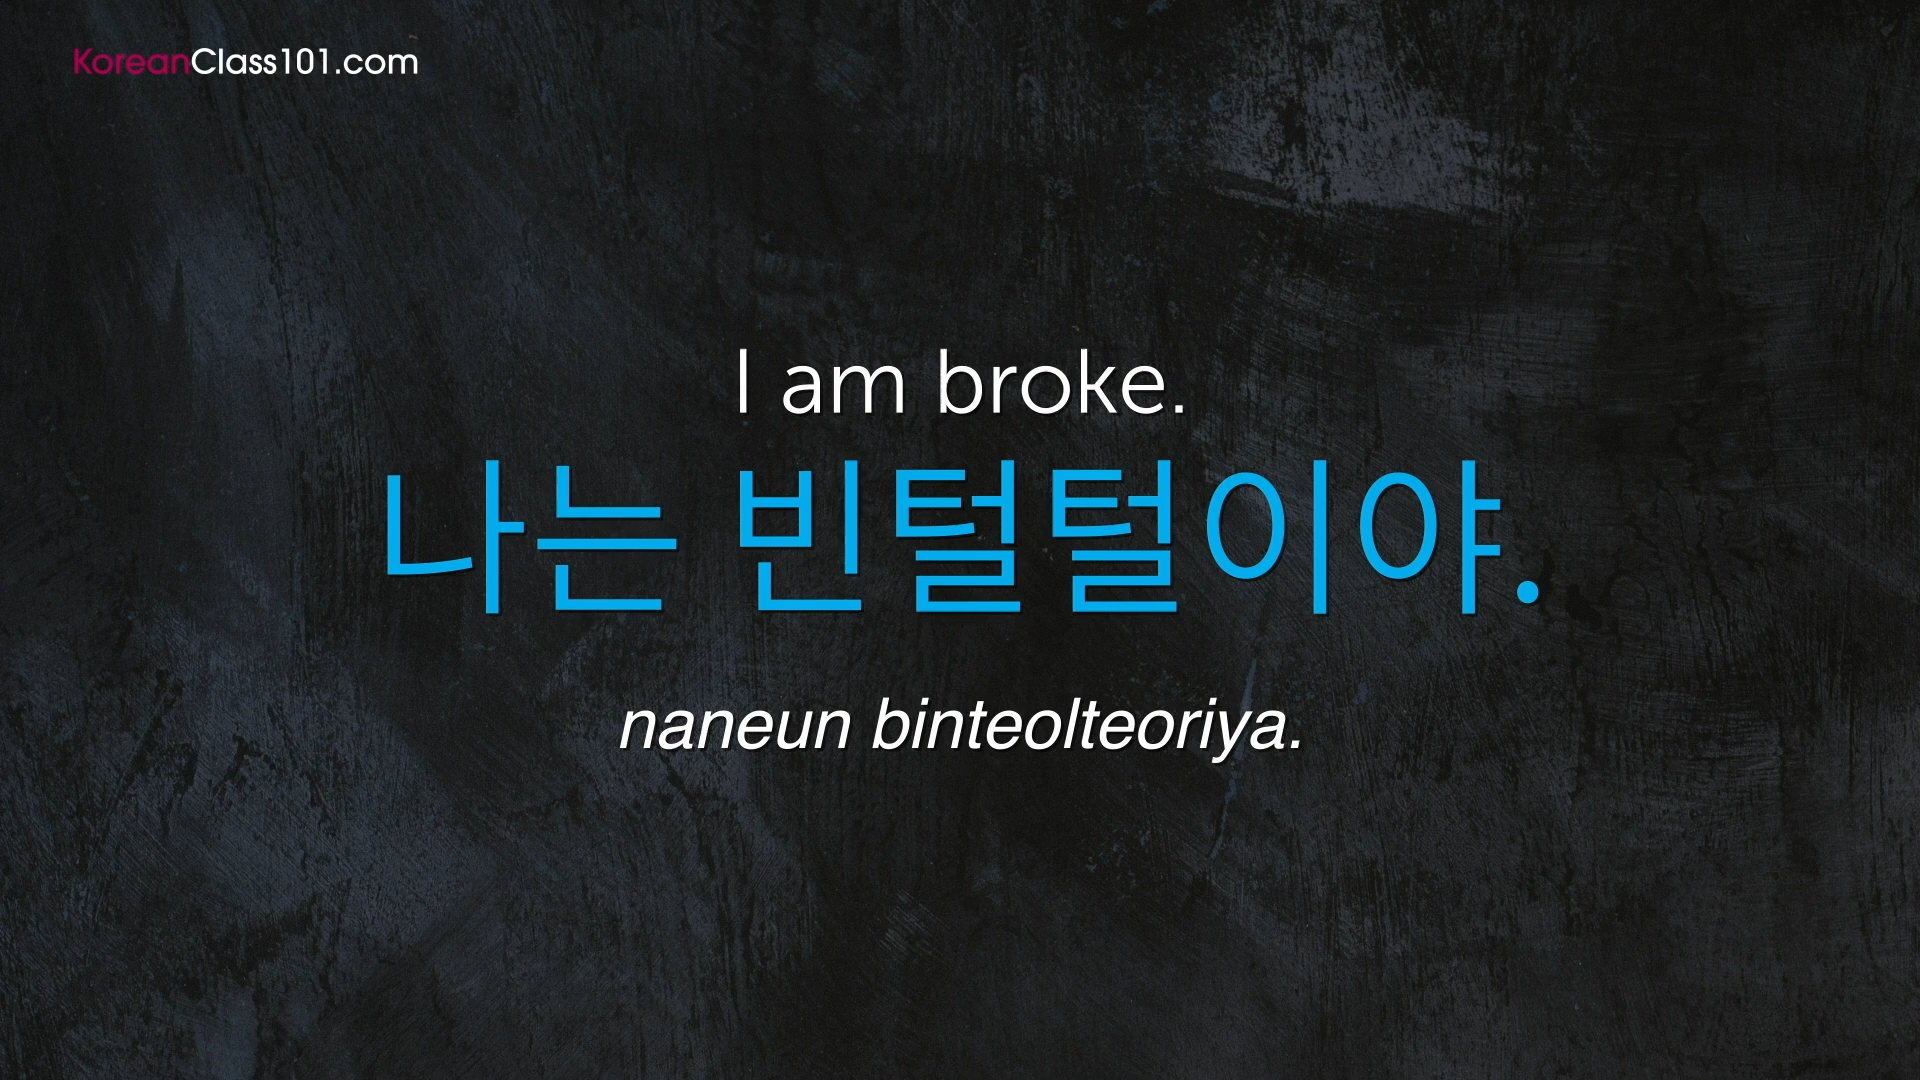 KoreanClass101.com
I am broke.
나는 빈털털이야.
naneun binteolteoriya.